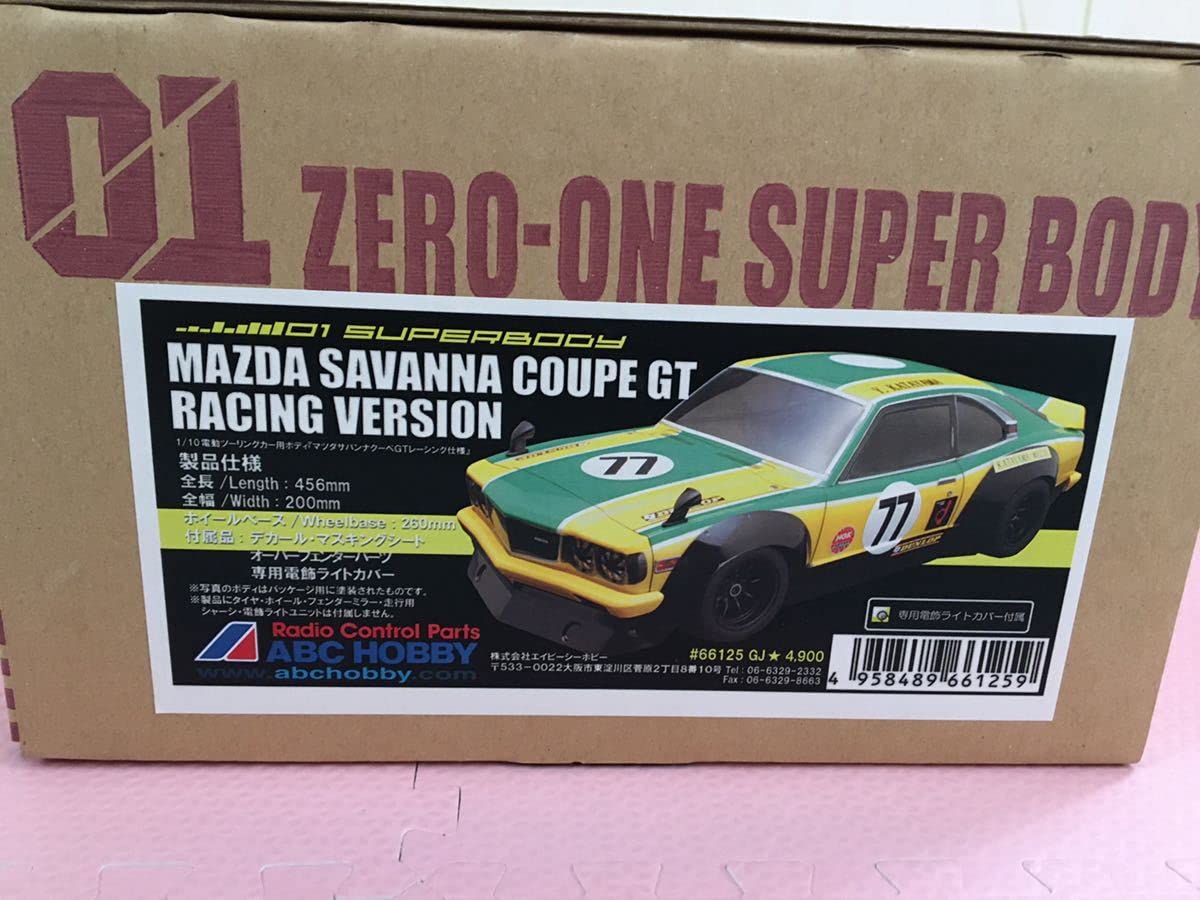 01 ZERO-ONE SUPER BODY
01 SUPERBODY
MAZDA SAVANNA COUPE GT
RACING VERSION
1/10電動ツーリングカー用ボディ『マツダサバンナクーペGTレーシング仕様』
製品仕様
全長/Length：456mm
全幅/Width：200mm
ホイールベース/Wheelbase：260mm
付属品：デカール・マスキングシート
オーバーフェンダーパーツ
専用電飾ライトカバー
※写真のボディはパッケージ用に塗装されたものです。
※製品にタイヤ・ホイール・フェンダーミラー・走行用
シャーシ・電飾ライトユニットは付属しません。
Y. KATAYAMA
77
77
DUNLOP
NGK
DUNLOP
専用電飾ライトカバー付属
Radio Control Parts
ABC HOBBY
www.abchobby.com
株式会社エイビーシーホビー
〒533-0022大阪市東淀川区菅原2丁目8番10号
#66125 GJ★ 4,900
Tel：06-6329-2332
Fax：06-6329-8663
4 958489 661259